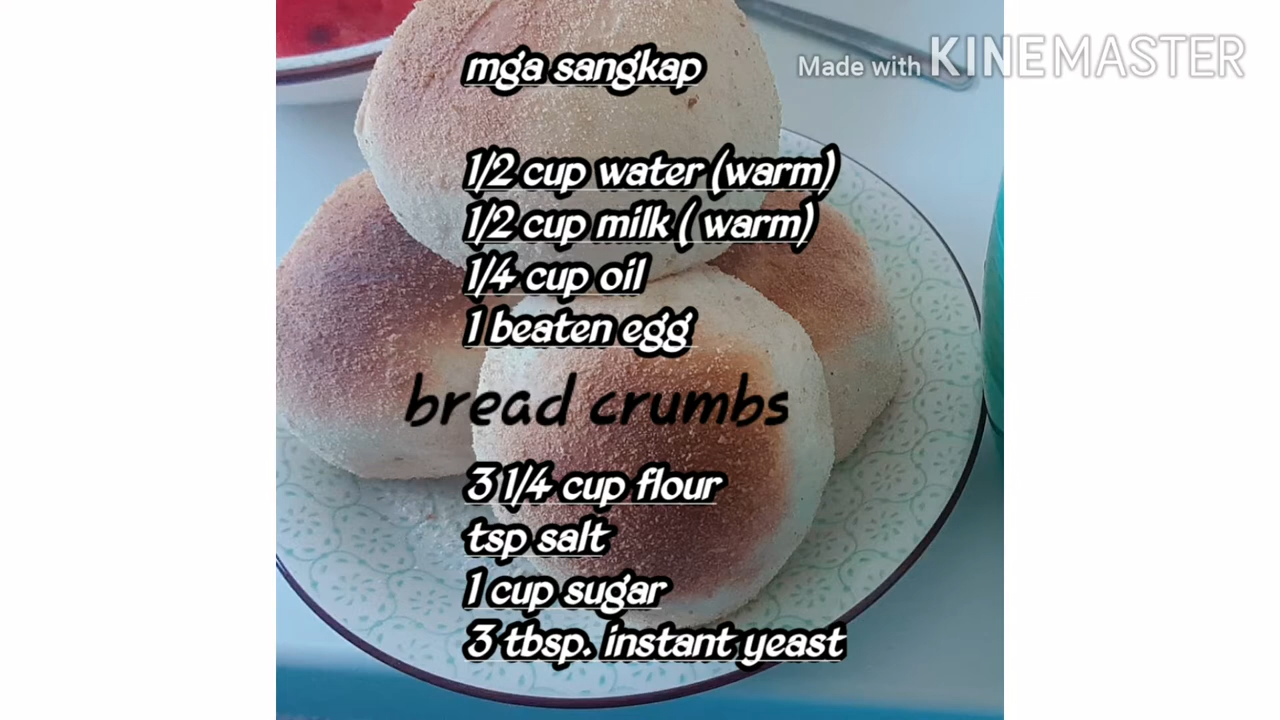 mga sangkap
Made with KINEMASTER
1/2 cup water (warm)
1/2 cup milk ( warm)
1/4 cup oil
1 beaten egg
bread crumbs
3 1/4 cup flour
tsp salt
1 cup sugar
3 tbsp. instant yeast